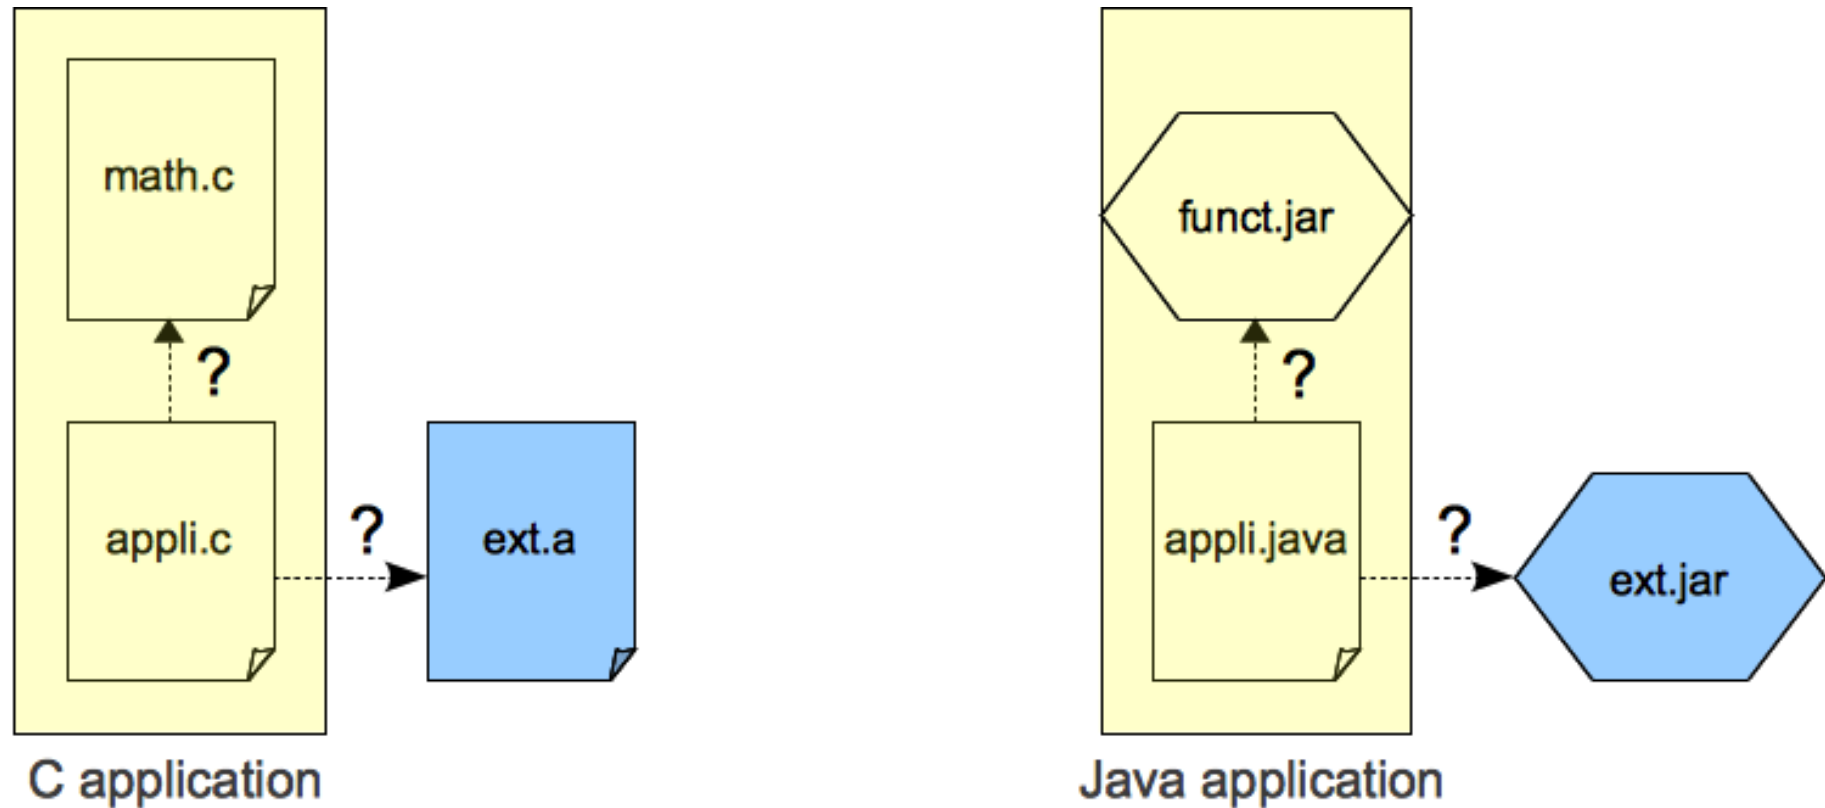 math.c
funct.jar
?
?
appli.c
?
ext.a
appli.java
?
ext.jar
C application
Java application